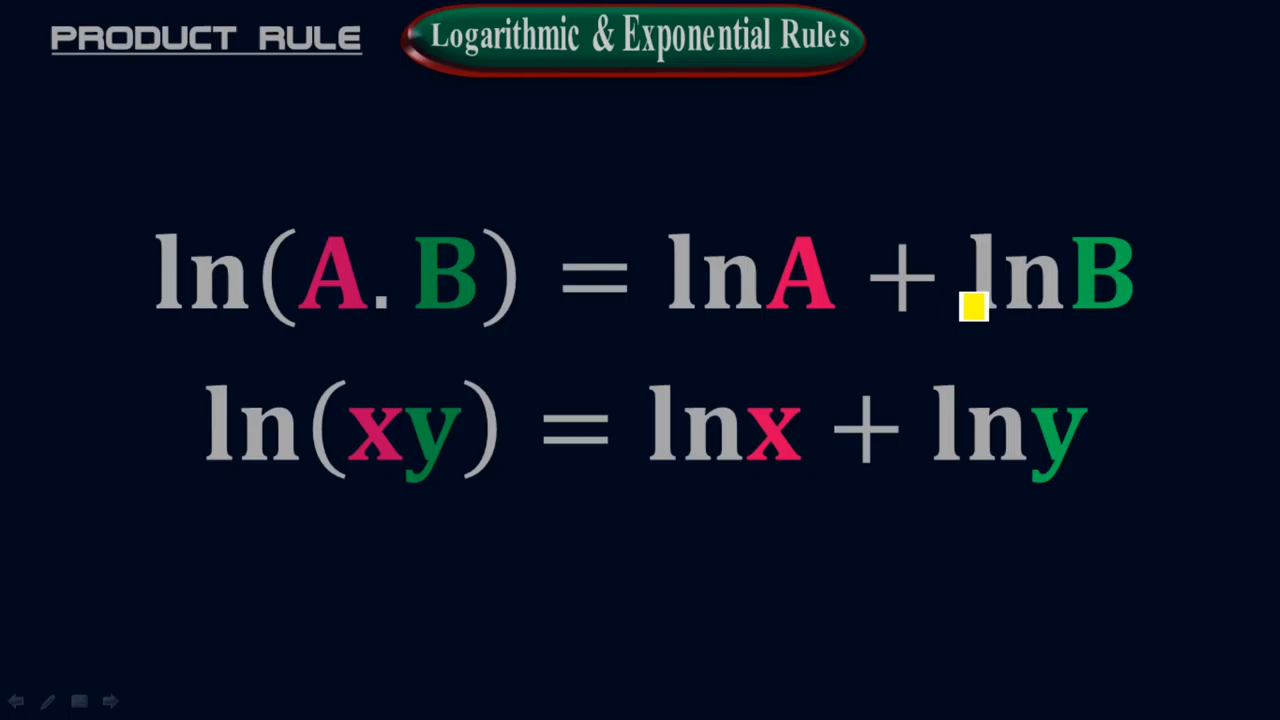 PRODUCT RULE
Logarithmic & Exponential Rules
ln(A. B) = lnA + lnB
ln(xy) = lnx + lny